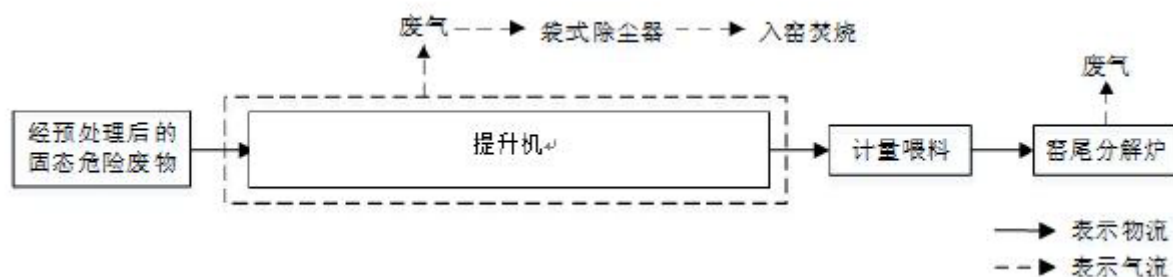 废气
袋式除尘器
入窑焚烧
废气
经预处理后的
固态危险废物
提升机
计量喂料
窑尾分解炉
表示物流
表示气流